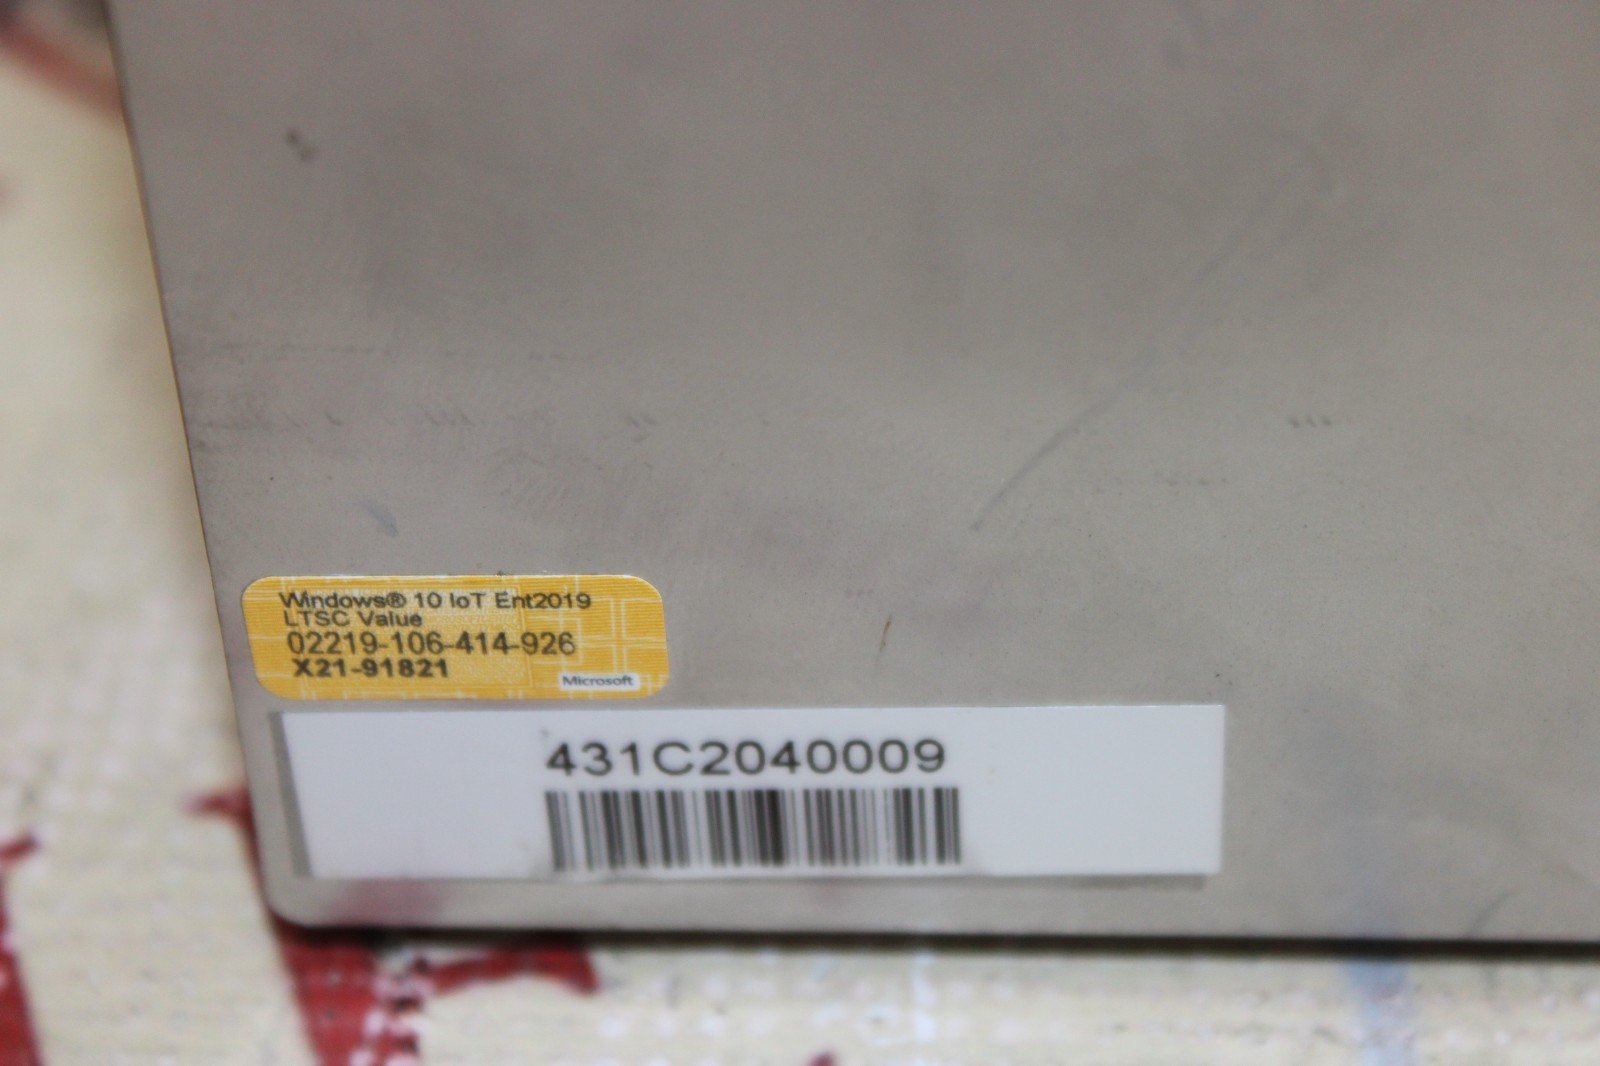 Windows® 10 IoT Ent2019
LTSC Value
02219-106-414-926
X21-91821
Microsoft
431C2040009